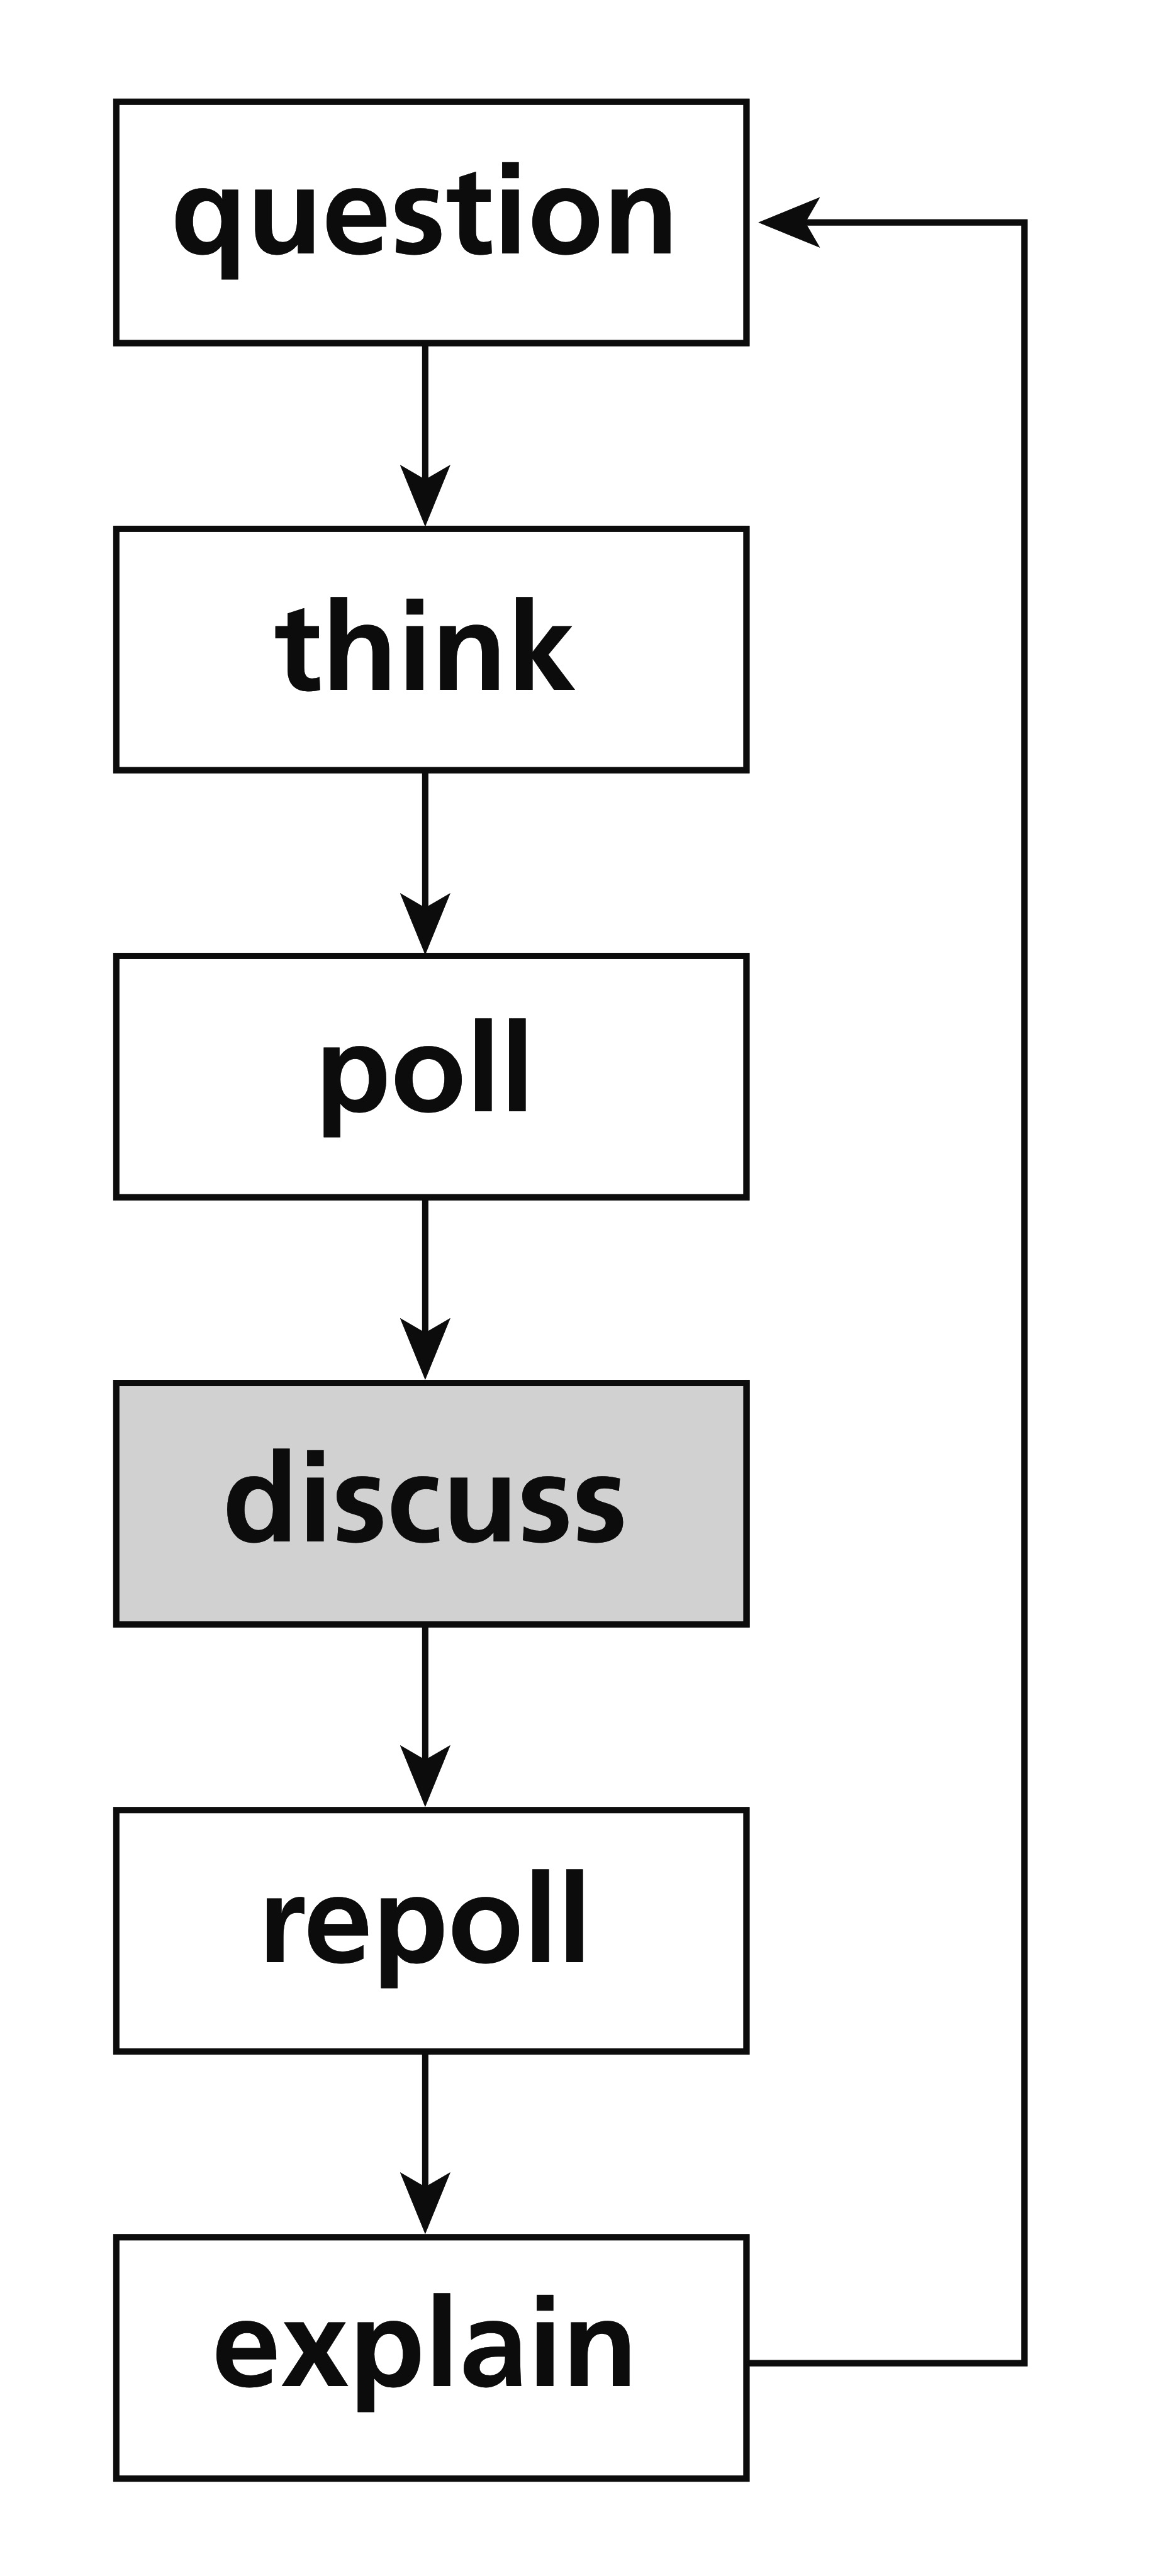 question
think
poll
discuss
repoll
explain